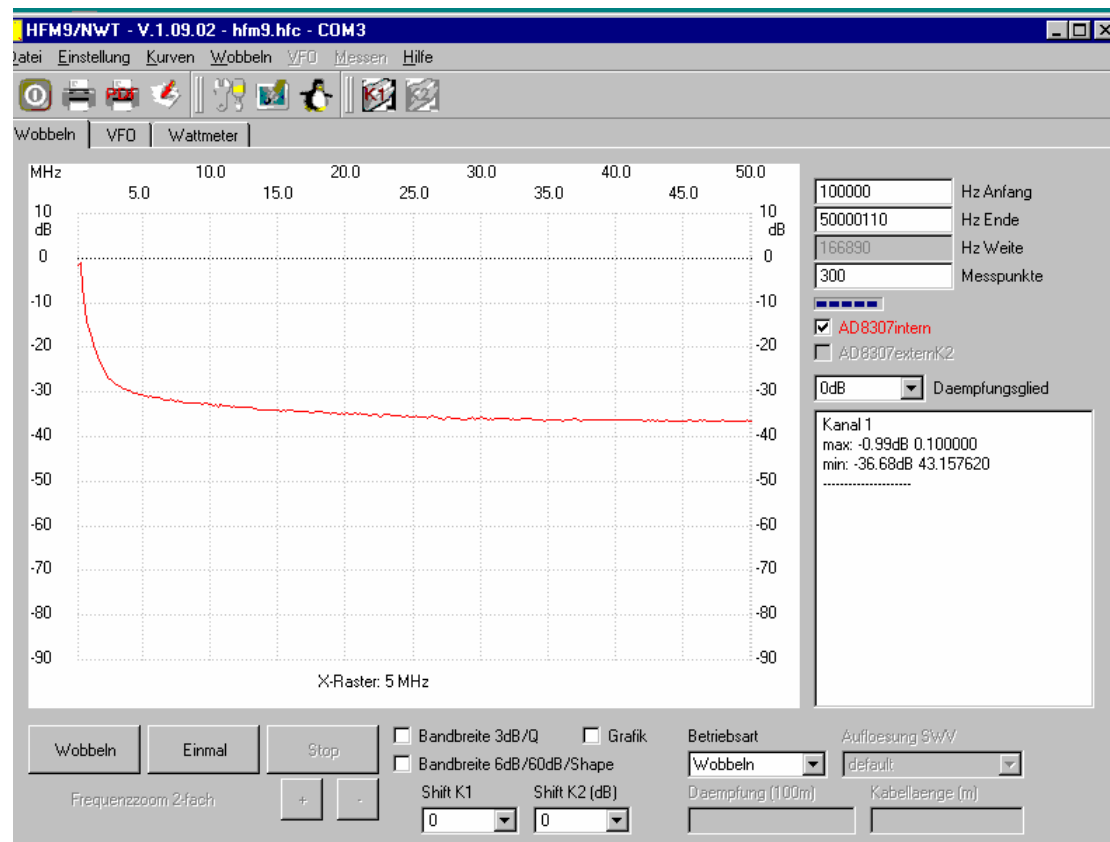 HFM9/NWT - V.1.09.02 - hfm9.hfc - COM3
Datei Einstellung Kurven Wobbeln VFO Messen Hilfe
PDF K1 K2
Wobbeln VFO Wattmeter
MHz 10.0 20.0 30.0 40.0 50.0
5.0 15.0 25.0 35.0 45.0
10 10
dB dB
0 0
-10 -10
-20 -20
-30 -30
-40 -40
-50 -50
-60 -60
-70 -70
-80 -80
-90 -90
X-Raster: 5 MHz
100000 Hz Anfang
50000110 Hz Ende
166890 Hz Weite
300 Messpunkte
AD8307intern
AD8307externK2
0dB Daempfungsglied
Kanal 1
max: -0.99dB 0.100000
min: -36.68dB 43.157620
---------------------
Wobbeln Einmal Stop
Frequenzzoom 2-fach + -
Bandbreite 3dB/Q Grafik
Bandbreite 6dB/60dB/Shape
Shift K1 Shift K2 (dB)
0 0
Betriebsart Aufloesung SWV
Wobbeln default
Daempfung (100m) Kabellaenge (m)